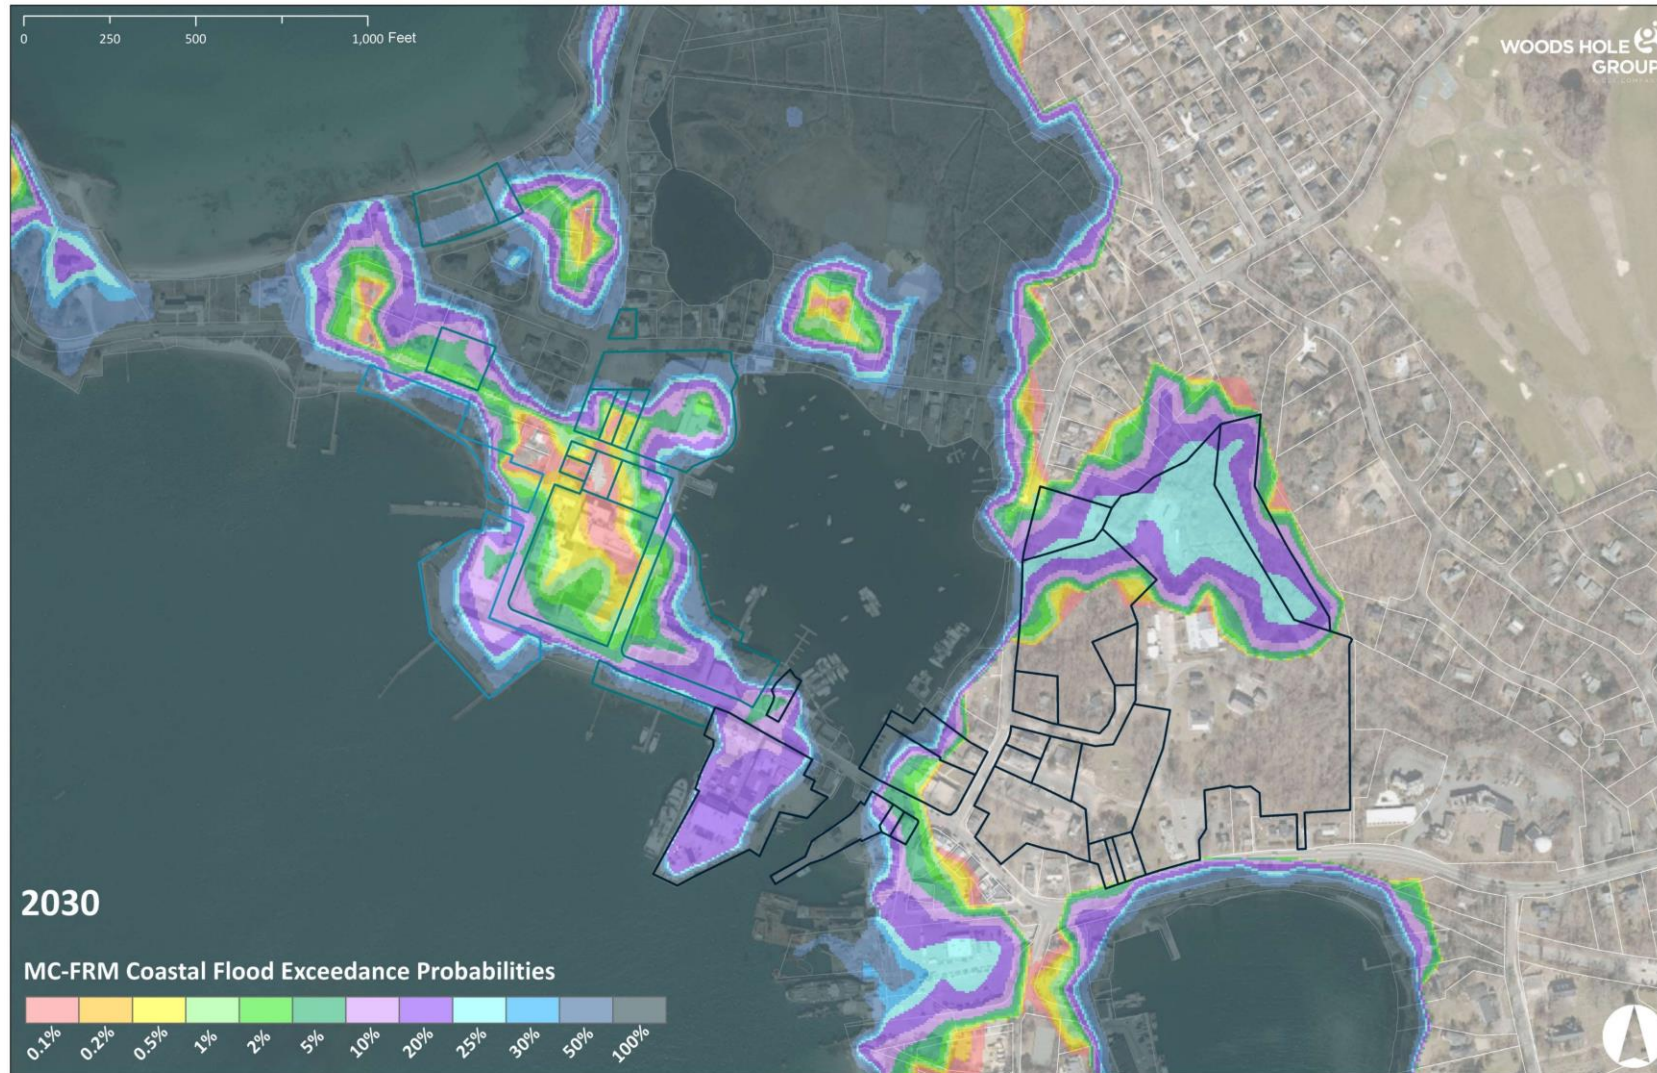 0 250 500 1,000 Feet
WOODS HOLE
GROUP
2030
MC-FRM Coastal Flood Exceedance Probabilities
0.1% 0.2% 0.5% 1% 2% 5% 10% 20% 25% 30% 50% 100%